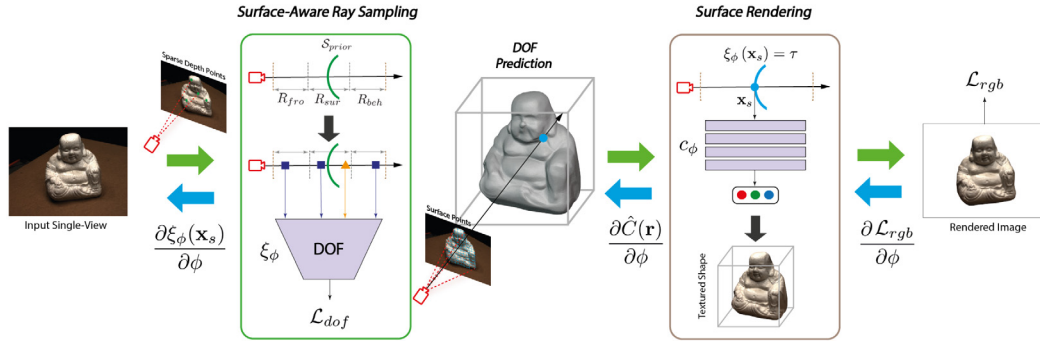 Surface-Aware Ray Sampling
Surface Rendering
Sparse Depth Points
Input Single-View
∂ξ_ϕ(x_s)
∂ϕ
S_prior
R_fro R_sur R_beh
ξ_ϕ
DOF
L_dof
DOF
Prediction
Surface Points
∂Ĉ(r)
∂ϕ
ξ_ϕ(x_s) = τ
x_s
c_ϕ
Textured Shape
∂L_rgb
∂ϕ
L_rgb
Rendered Image